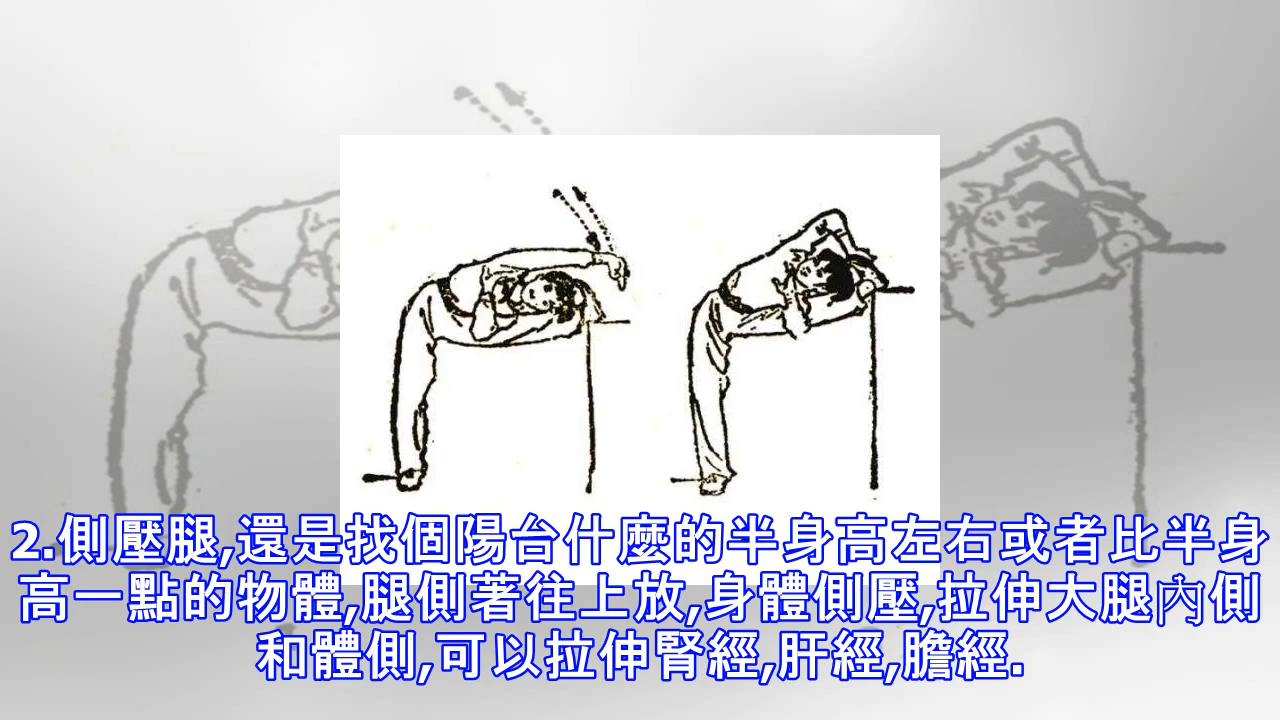 2.側壓腿,還是找個陽台什麼的半身高左右或者比半身
高一點的物體,腿側著往上放,身體側壓,拉伸大腿內側
和體側,可以拉伸腎經,肝經,膽經.